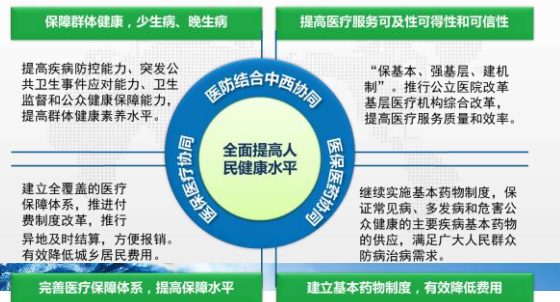 保障群体健康，少生病、晚生病
提高医疗服务可及性可得性和可信性
提高疾病防控能力、突发公
共卫生事件应对能力、卫生
监督和公众健康保障能力，
提高群体健康素养水平。
“保基本、强基层、建机
制”。推行公立医院改革
基层医疗机构综合改革，
提高医疗服务质量和效率。
医防结合中西协同
医保医疗协同
医保医药协同
全面提高人
民健康水平
建立全覆盖的医疗
保障体系，推进付
费制度改革，推行
异地及时结算，方便报销。
有效降低城乡居民费用。
继续实施基本药物制度，保
证常见病、多发病和危害公
众健康的主要疾病基本药物
的供应，满足广大人民群众
防病治病需求。
完善医疗保障体系，提高保障水平
建立基本药物制度，有效降低费用